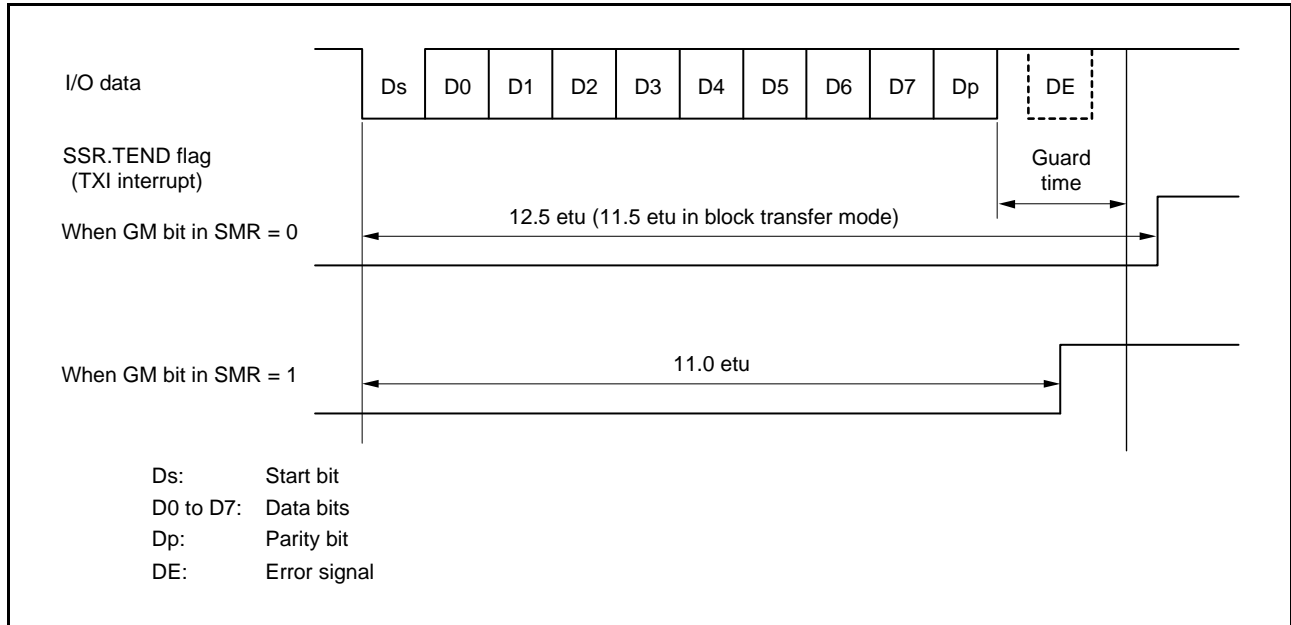 I/O data
Ds D0 D1 D2 D3 D4 D5 D6 D7 Dp DE
SSR.TEND flag
(TXI interrupt)
Guard
time
When GM bit in SMR = 0
12.5 etu (11.5 etu in block transfer mode)
When GM bit in SMR = 1
11.0 etu
Ds: Start bit
D0 to D7: Data bits
Dp: Parity bit
DE: Error signal